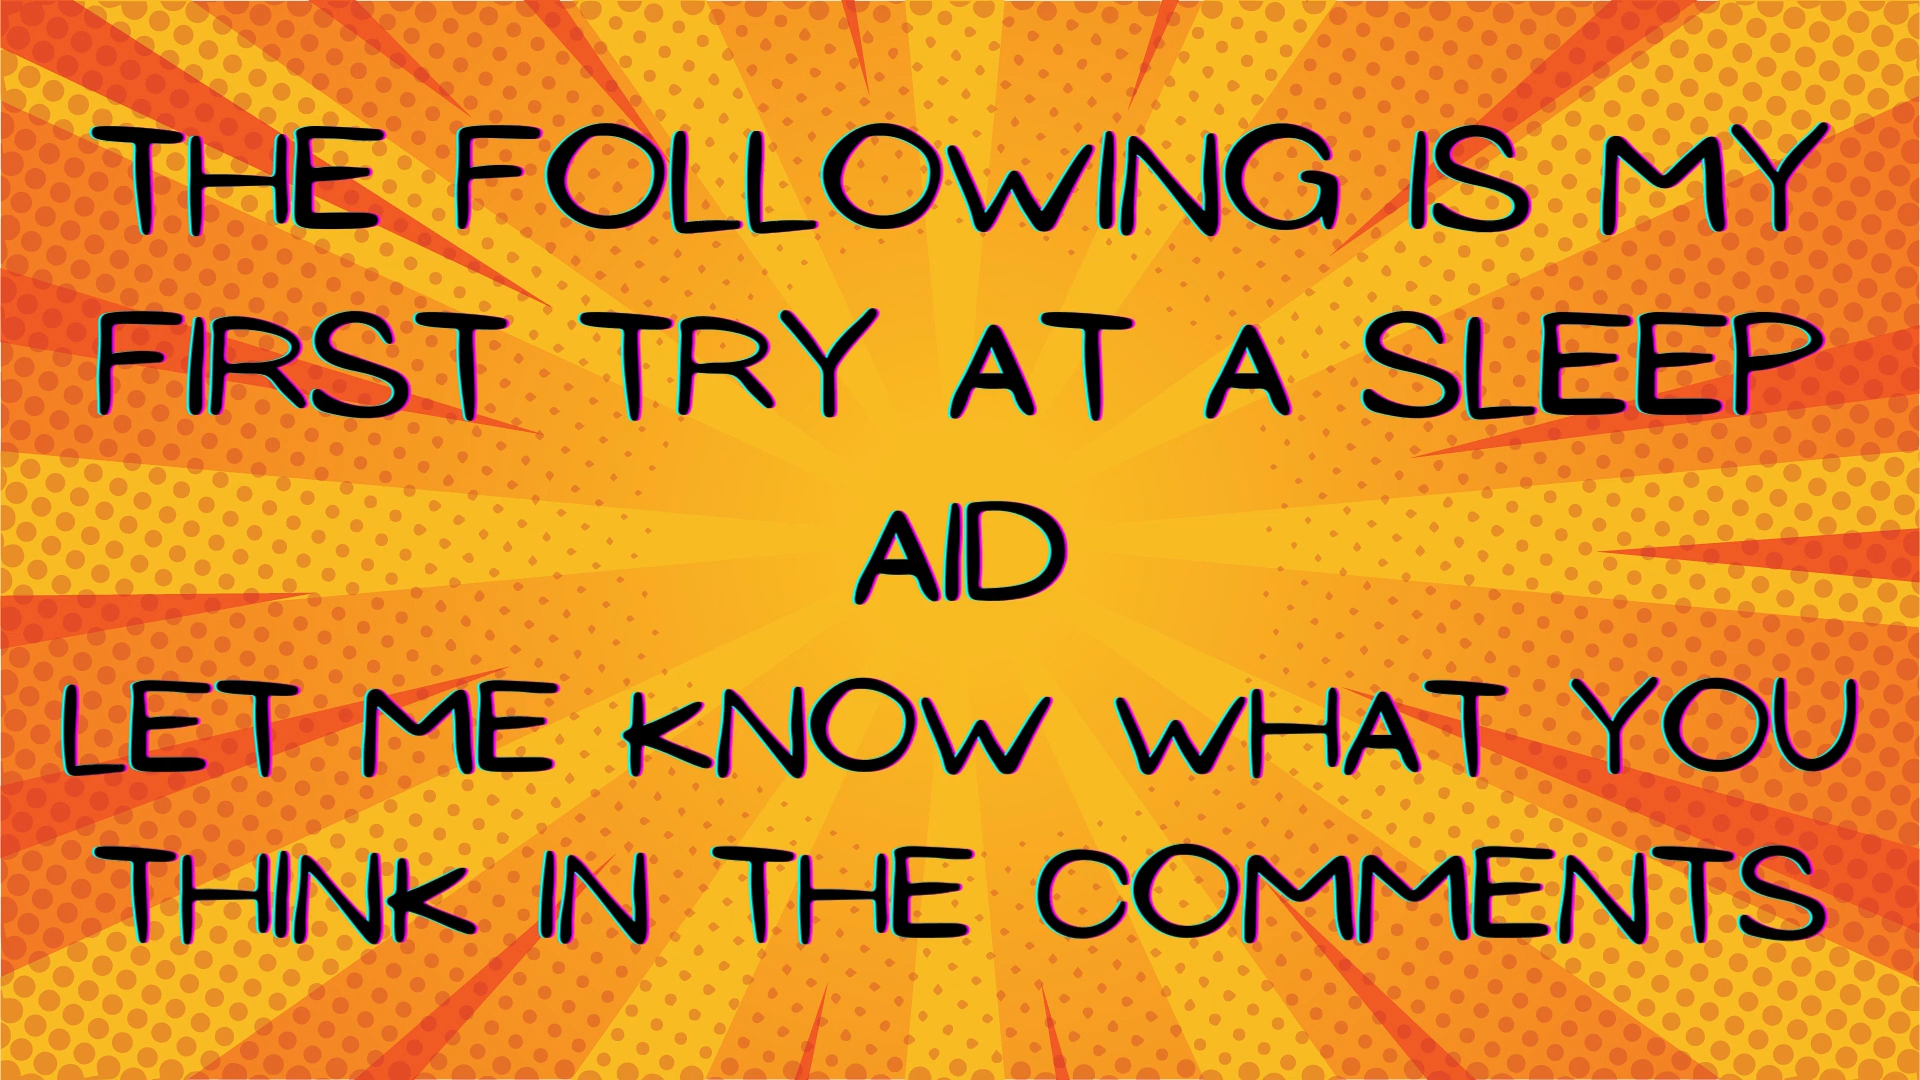 THE FOLLOWING IS MY
FIRST TRY AT A SLEEP
AID
LET ME KNOW WHAT YOU
THINK IN THE COMMENTS